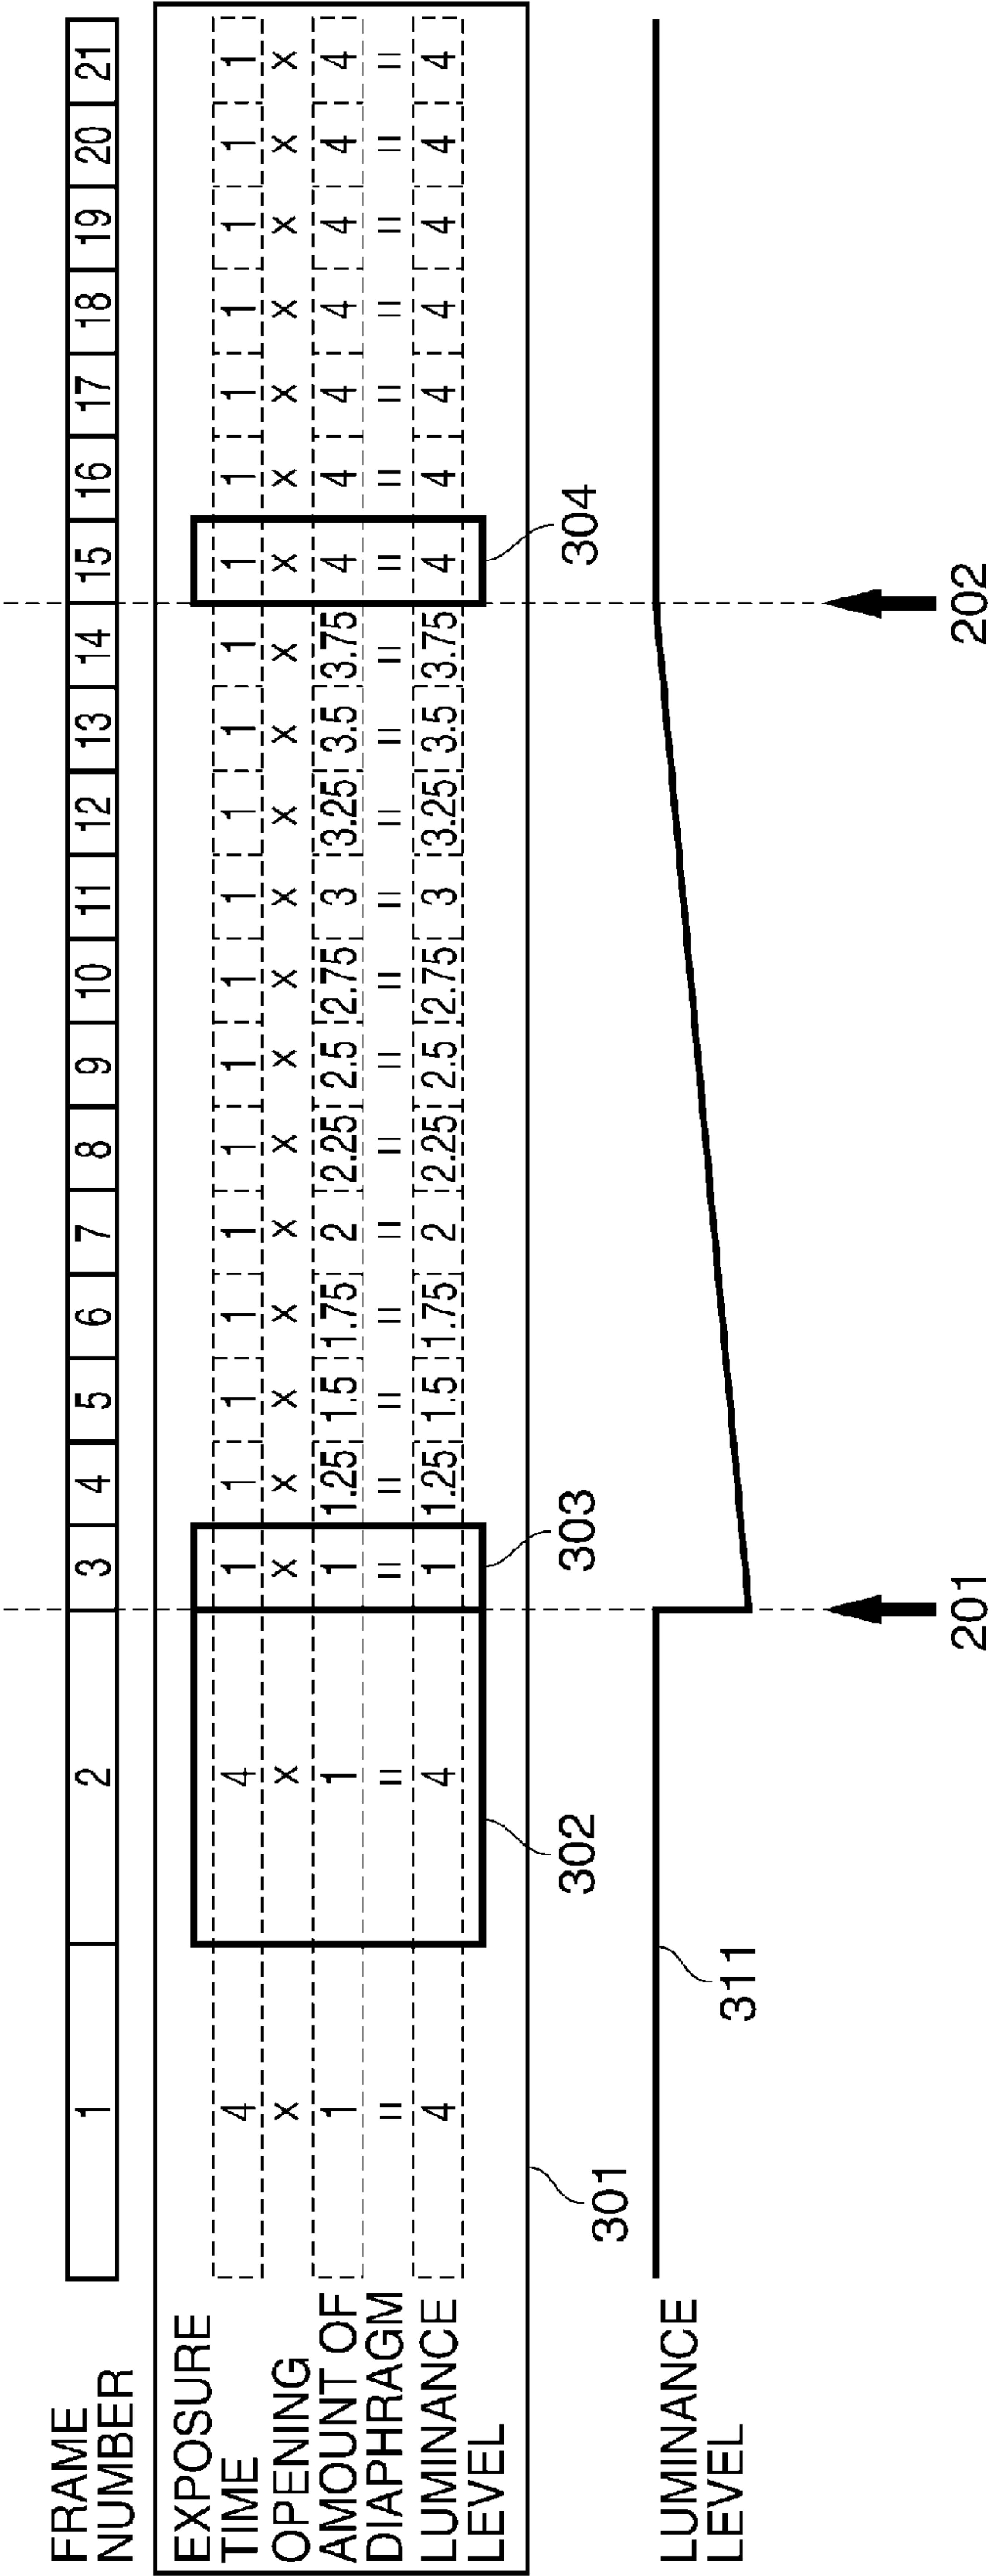 FRAME
NUMBER
1 2 3 4 5 6 7 8 9 10 11 12 13 14 15 16 17 18 19 20 21
EXPOSURE
TIME
4 4 1 1 1 1 1 1 1 1 1 1 1 1 1 1 1 1 1 1 1
× × × × × × × × × × × × × × × × × × × × ×
OPENING
AMOUNT OF
DIAPHRAGM
1 1 1 1.25 1.5 1.75 2 2.25 2.5 2.75 3 3.25 3.5 3.75 4 4 4 4 4 4 4
= = = = = = = = = = = = = = = = = = = = =
LUMINANCE
LEVEL
4 4 1 1.25 1.5 1.75 2 2.25 2.5 2.75 3 3.25 3.5 3.75 4 4 4 4 4 4 4
301
302
303
304
LUMINANCE
LEVEL
311
201
202